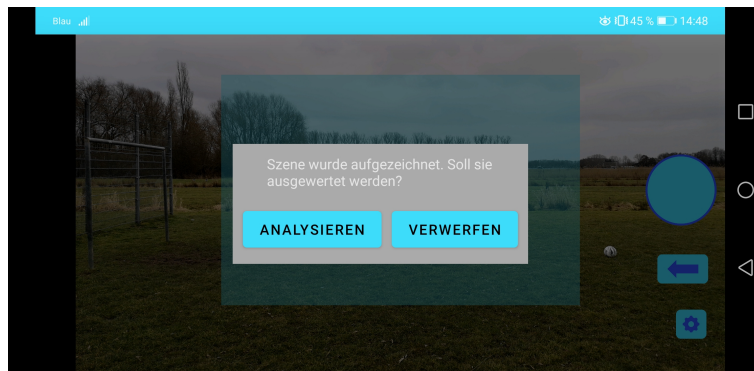 Blau
45 % 14:48
Szene wurde aufgezeichnet. Soll sie
ausgewertet werden?
ANALYSIEREN VERWERFEN